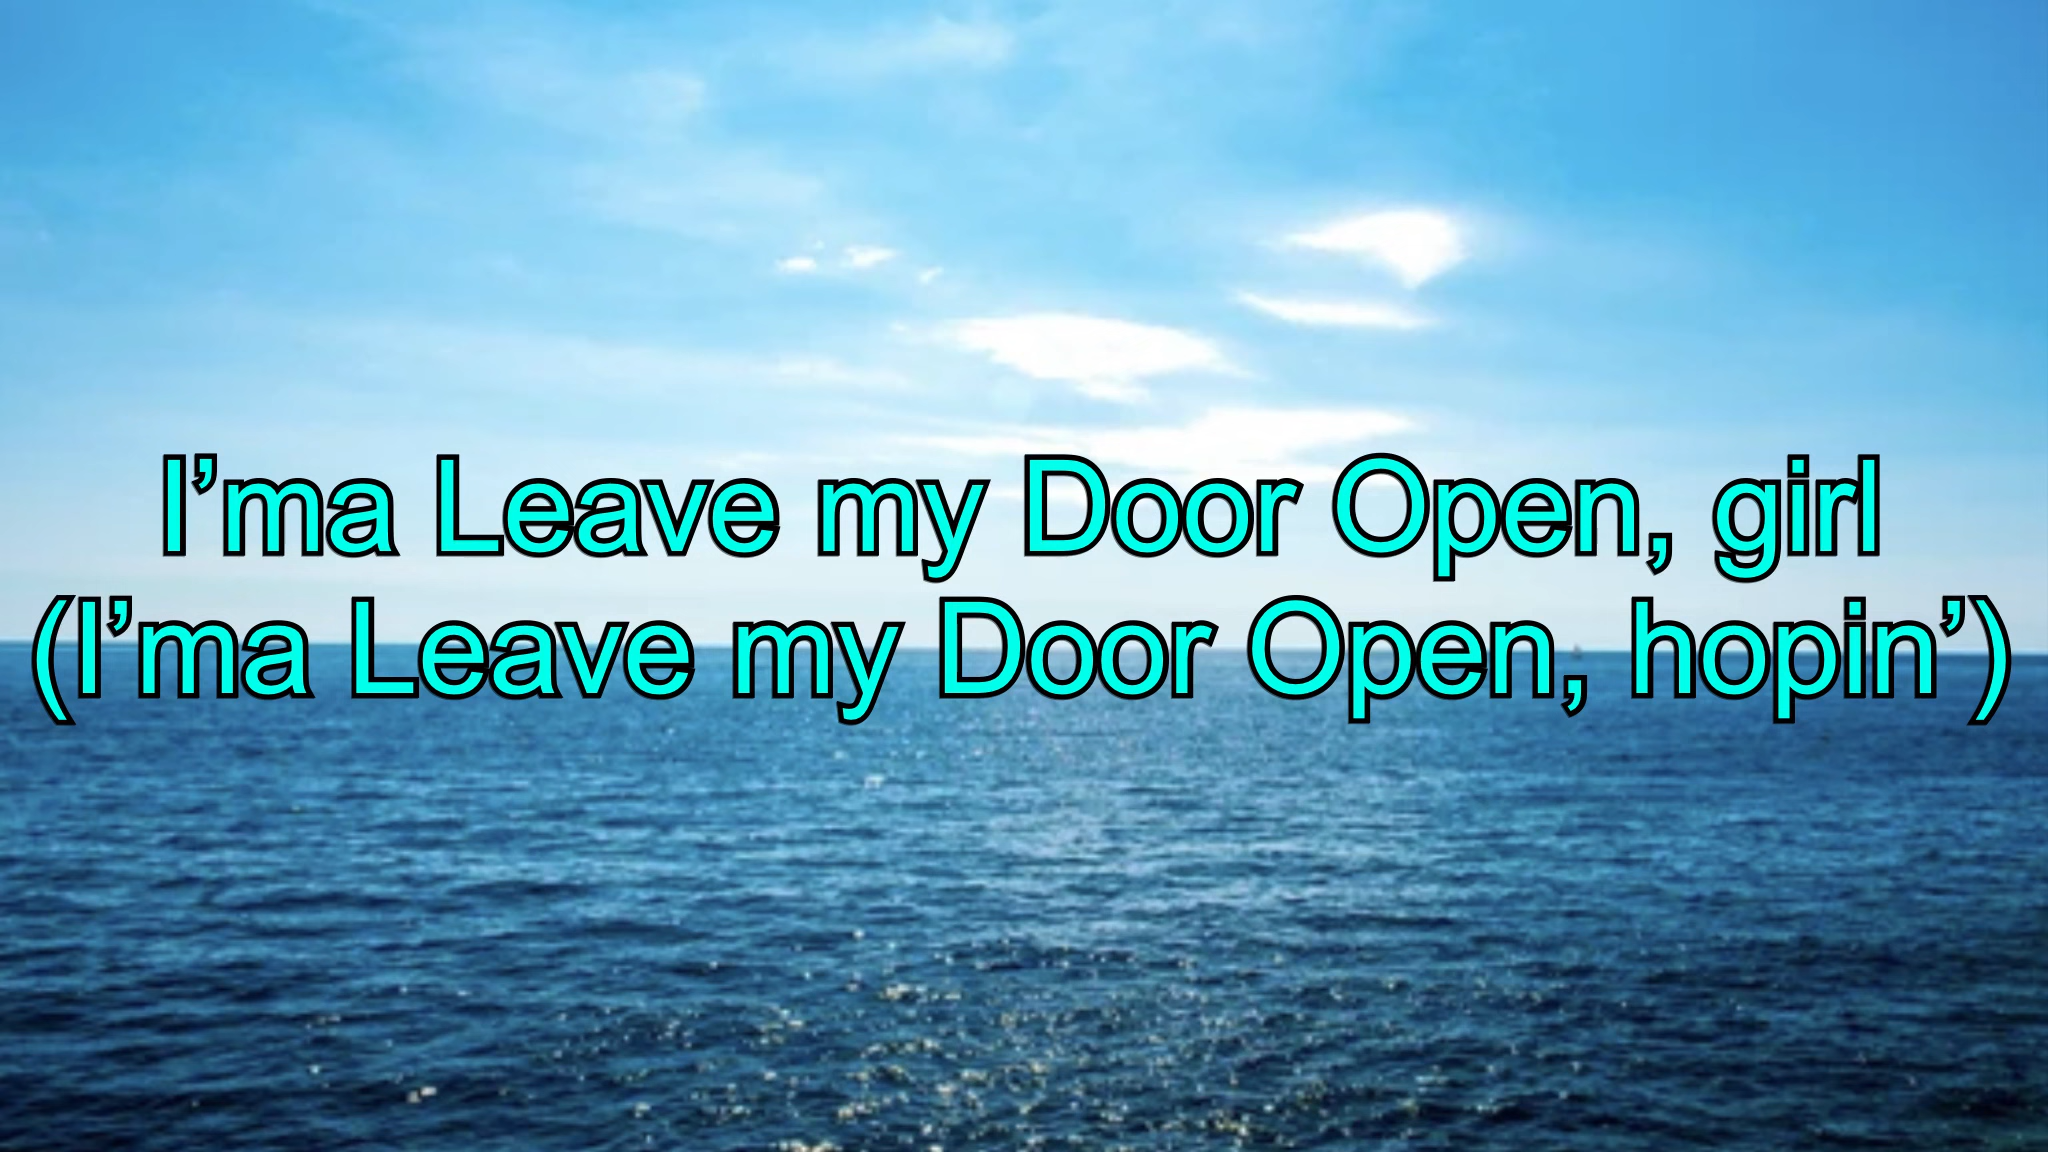 I’ma Leave my Door Open, girl
(I’ma Leave my Door Open, hopin’)